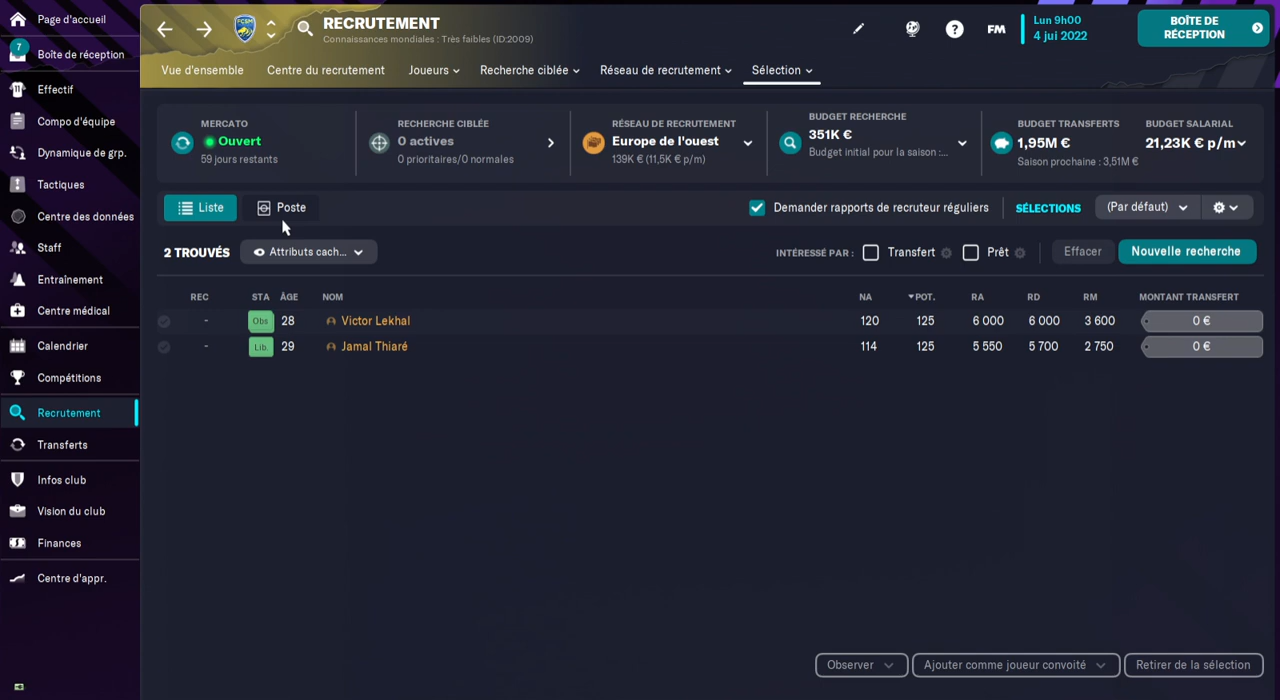 Page d'accueil
7
Boîte de réception
Effectif
Compo d'équipe
Dynamique de grp.
Tactiques
Centre des données
Staff
Entraînement
Centre médical
Calendrier
Compétitions
Recrutement
Transferts
Infos club
Vision du club
Finances
Centre d'appr.
FCSM
RECRUTEMENT
Connaissances mondiales : Très faibles (ID:2009)
FM
Lun 9h00
4 jui 2022
BOÎTE DE
RÉCEPTION
Vue d'ensemble Centre du recrutement Joueurs Recherche ciblée Réseau de recrutement Sélection
MERCATO
Ouvert
59 jours restants
RECHERCHE CIBLÉE
0 actives
0 prioritaires/0 normales
RÉSEAU DE RECRUTEMENT
Europe de l'ouest
139K € (11,5K € p/m)
BUDGET RECHERCHE
351K €
Budget initial pour la saison :...
BUDGET TRANSFERTS
1,95M €
Saison prochaine : 3,51M €
BUDGET SALARIAL
21,23K € p/m
Liste Poste Demander rapports de recruteur réguliers SÉLECTIONS (Par défaut)
2 TROUVÉS Attributs cach... INTÉRESSÉ PAR : Transfert Prêt Effacer Nouvelle recherche
REC STA ÂGE NOM NA POT. RA RD RM MONTANT TRANSFERT
- Obs 28 Victor Lekhal 120 125 6 000 6 000 3 600 0 €
- Lib. 29 Jamal Thiaré 114 125 5 550 5 700 2 750 0 €
Observer Ajouter comme joueur convoité Retirer de la sélection